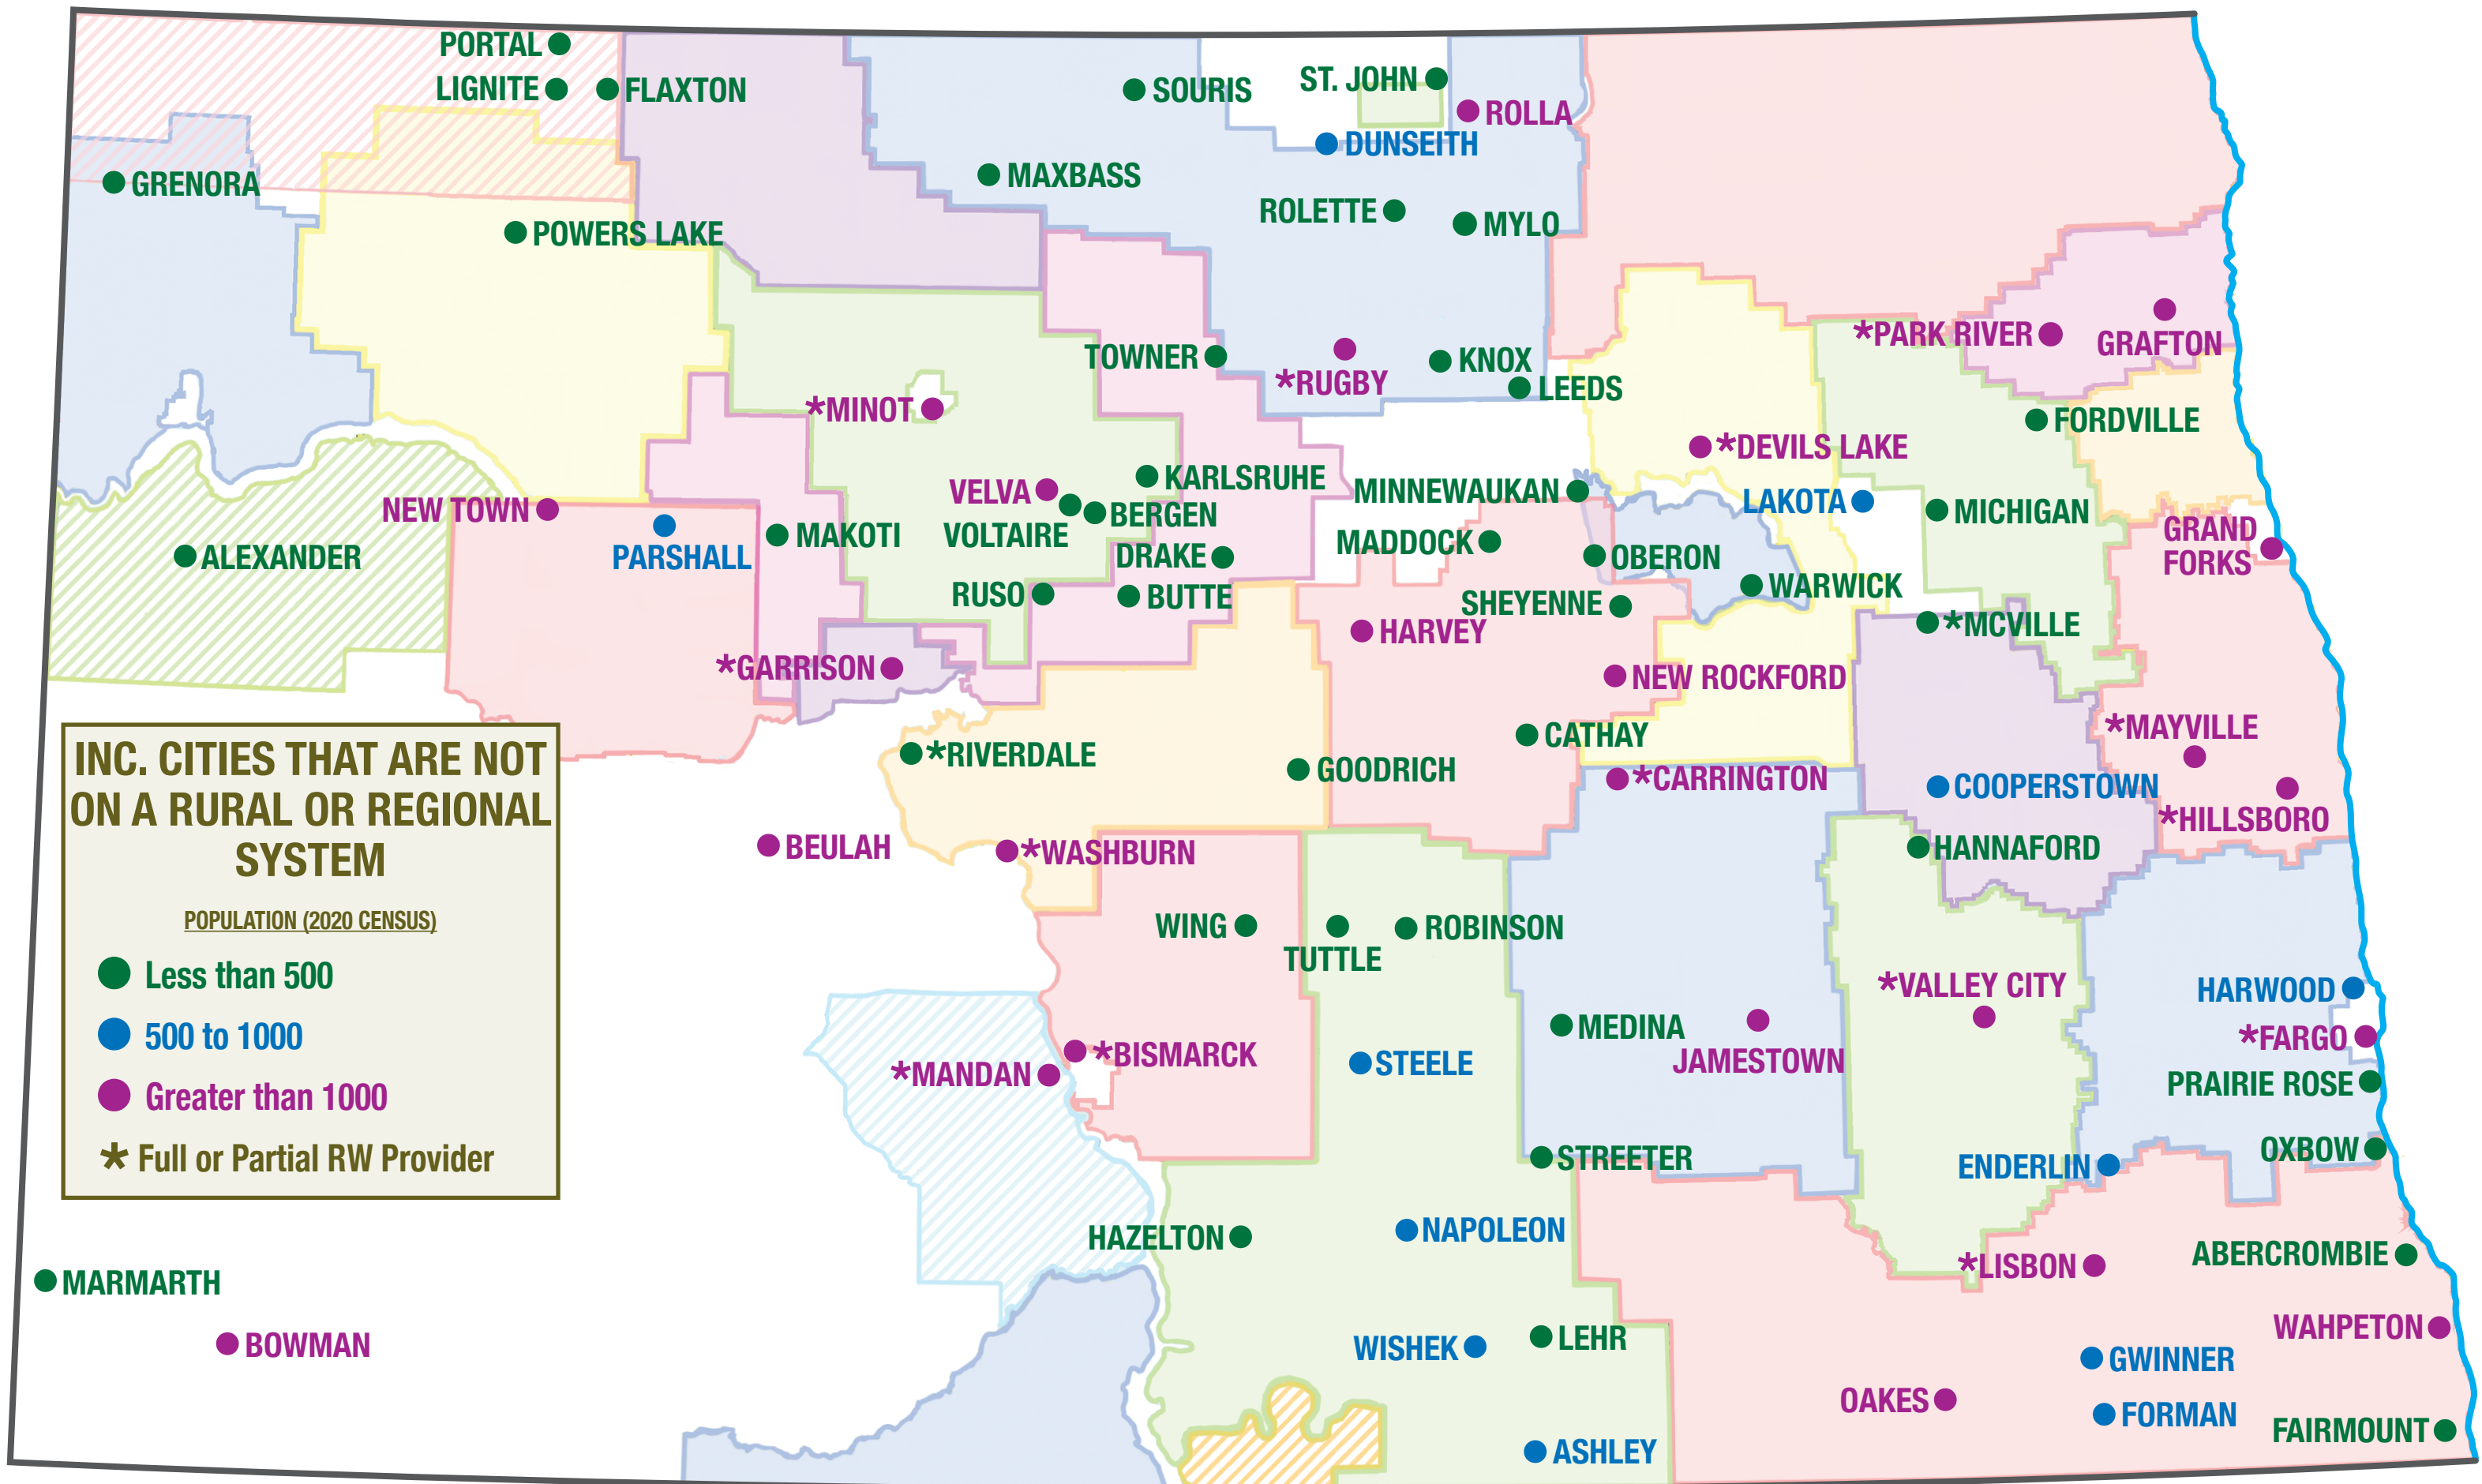 PORTAL
LIGNITE
FLAXTON
SOURIS
ST. JOHN
ROLLA
DUNSEITH
GRENORA
MAXBASS
ROLETTE
MYLO
POWERS LAKE
*PARK RIVER
GRAFTON
TOWNER
*RUGBY
KNOX
LEEDS
*MINOT
FORDVILLE
*DEVILS LAKE
KARLSRUHE
VELVA
MINNEWAUKAN
LAKOTA
NEW TOWN
MICHIGAN
BERGEN
GRAND
FORKS
PARSHALL
MAKOTI
VOLTAIRE
MADDOCK
ALEXANDER
DRAKE
OBERON
WARWICK
RUSO
BUTTE
SHEYENNE
*MCVILLE
HARVEY
*GARRISON
NEW ROCKFORD
*MAYVILLE
*RIVERDALE
CATHAY
GOODRICH
*CARRINGTON
COOPERSTOWN
*HILLSBORO
BEULAH
*WASHBURN
HANNAFORD
WING
TUTTLE
ROBINSON
*VALLEY CITY
HARWOOD
MEDINA
JAMESTOWN
*FARGO
*BISMARCK
*MANDAN
STEELE
PRAIRIE ROSE
STREETER
OXBOW
ENDERLIN
HAZELTON
NAPOLEON
*LISBON
ABERCROMBIE
MARMARTH
BOWMAN
WISHEK
LEHR
WAHPETON
GWINNER
OAKES
FORMAN
FAIRMOUNT
ASHLEY
INC. CITIES THAT ARE NOT
ON A RURAL OR REGIONAL
SYSTEM
POPULATION (2020 CENSUS)
Less than 500
500 to 1000
Greater than 1000
* Full or Partial RW Provider